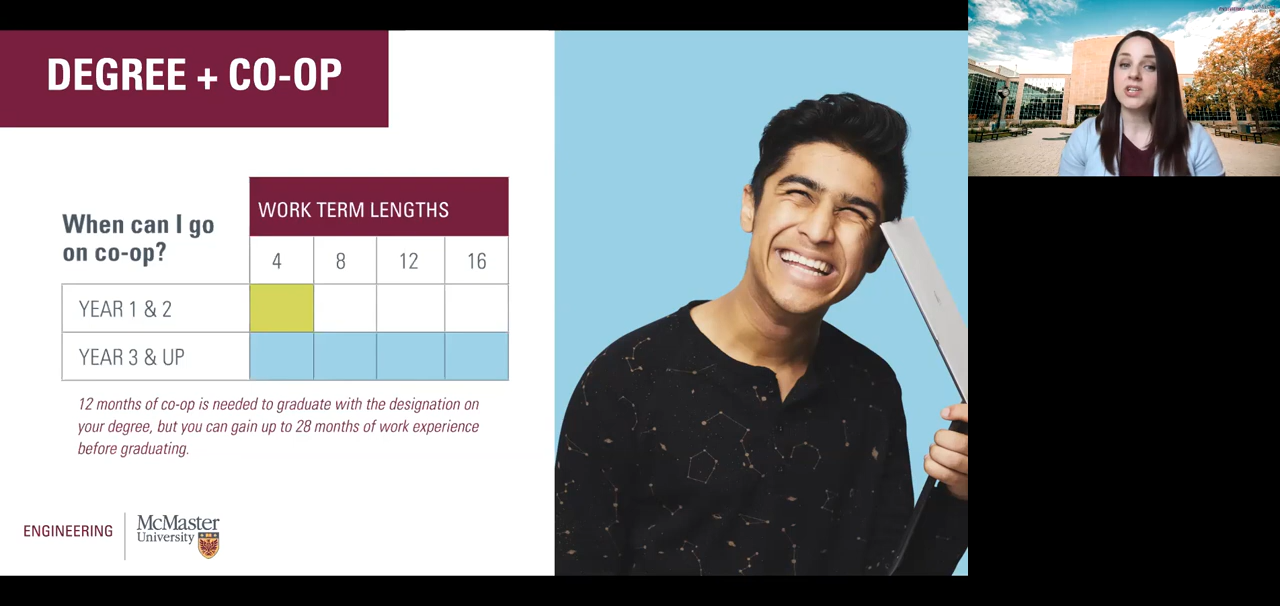 DEGREE + CO-OP
When can I go
on co-op?
WORK TERM LENGTHS
4 8 12 16
YEAR 1 & 2
YEAR 3 & UP
12 months of co-op is needed to graduate with the designation on
your degree, but you can gain up to 28 months of work experience
before graduating.
ENGINEERING
McMaster
University